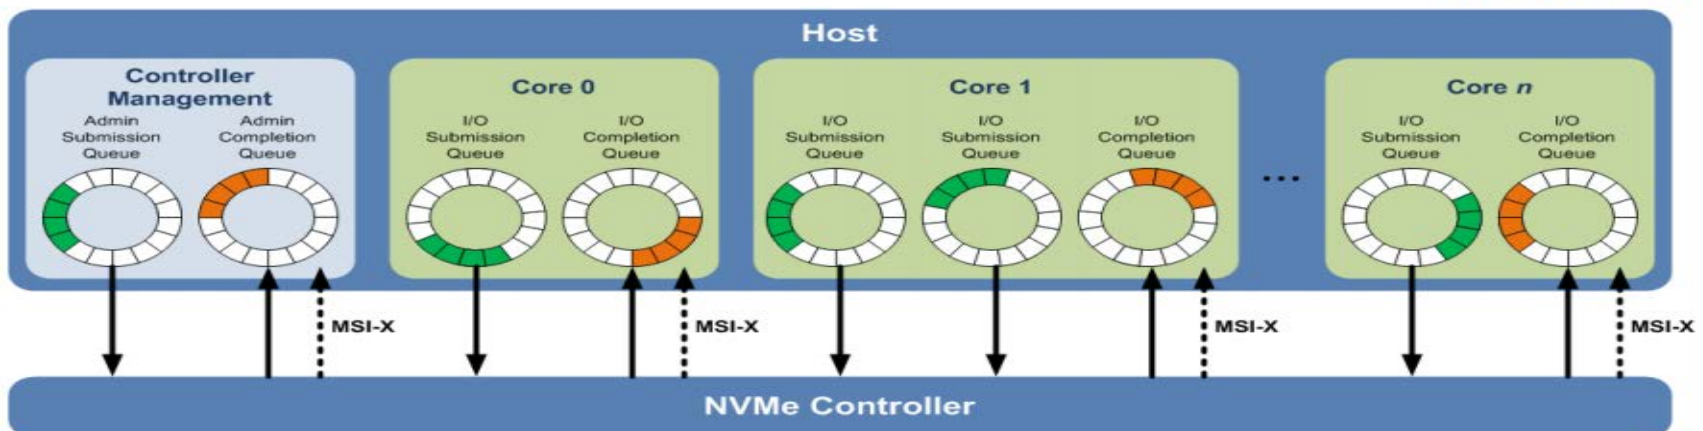 Host
Controller
Management
Admin
Submission
Queue
Admin
Completion
Queue
Core 0
I/O
Submission
Queue
I/O
Completion
Queue
Core 1
I/O
Submission
Queue
I/O
Submission
Queue
I/O
Completion
Queue
...
Core n
I/O
Submission
Queue
I/O
Completion
Queue
MSI-X
MSI-X
MSI-X
MSI-X
NVMe Controller